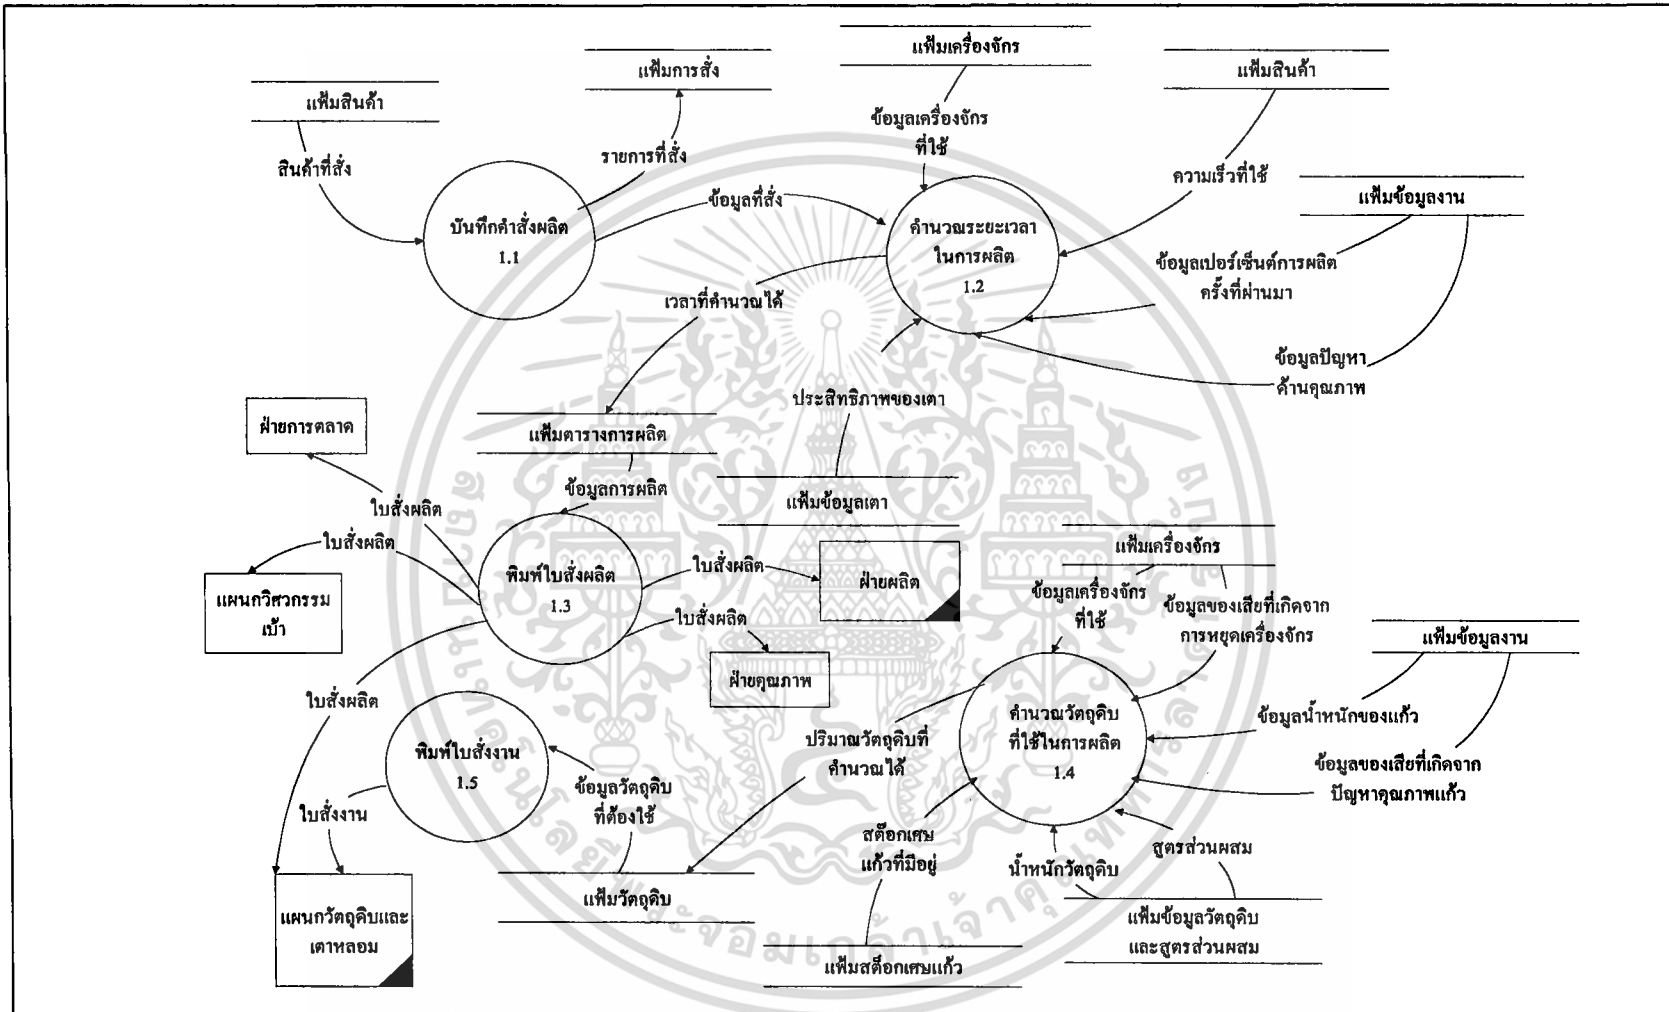 แฟ้มเครื่องจักร
แฟ้มการสั่ง
แฟ้มสินค้า
แฟ้มสินค้า
ข้อมูลเครื่องจักร
ที่ใช้
รายการที่สั่ง
สินค้าที่สั่ง
ความเร็วที่ใช้
แฟ้มข้อมูลงาน
ข้อมูลที่สั่ง
บันทึกคำสั่งผลิต
1.1
คำนวณระยะเวลา
ในการผลิต
1.2
ข้อมูลเปอร์เซ็นต์การผลิต
ครั้งที่ผ่านมา
เวลาที่คำนวณได้
ข้อมูลปัญหา
ด้านคุณภาพ
ประสิทธิภาพของเตา
ฝ่ายการตลาด
แฟ้มตารางการผลิต
ข้อมูลการผลิต
แฟ้มข้อมูลเตา
ใบสั่งผลิต
ใบสั่งผลิต
แฟ้มเครื่องจักร
พิมพ์ใบสั่งผลิต
1.3
ใบสั่งผลิต
ฝ่ายผลิต
แผนกวิศวกรรม
เบ้า
ข้อมูลเครื่องจักร
ที่ใช้
ข้อมูลของเสียที่เกิดจาก
การหยุดเครื่องจักร
ใบสั่งผลิต
แฟ้มข้อมูลงาน
ฝ่ายคุณภาพ
ใบสั่งผลิต
ข้อมูลน้ำหนักของแก้ว
คำนวณวัตถุดิบ
ที่ใช้ในการผลิต
1.4
ปริมาณวัตถุดิบที่
คำนวณได้
พิมพ์ใบสั่งงาน
1.5
ข้อมูลของเสียที่เกิดจาก
ปัญหาคุณภาพแก้ว
ข้อมูลวัตถุดิบ
ที่ต้องใช้
ใบสั่งงาน
สต๊อกเศษ
แก้วที่มีอยู่
สูตรส่วนผสม
น้ำหนักวัตถุดิบ
แฟ้มวัตถุดิบ
แผนกวัตถุดิบและ
เตาหลอม
แฟ้มข้อมูลวัตถุดิบ
และสูตรส่วนผสม
แฟ้มสต็อกเศษแก้ว